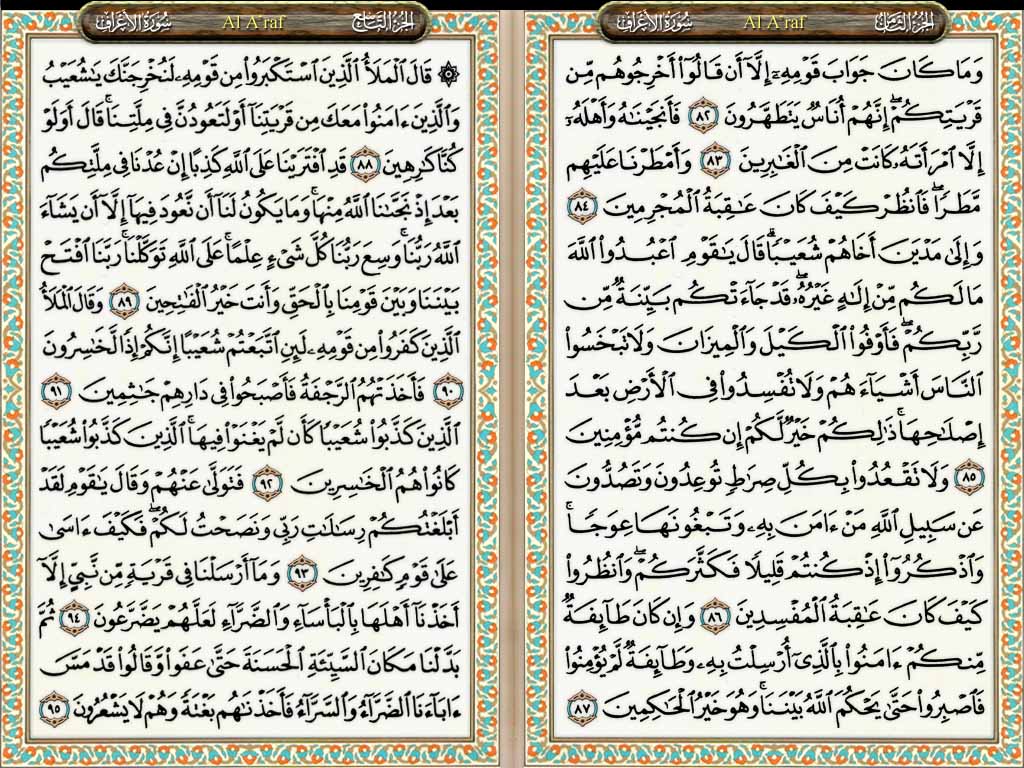 الجزء الثامن Al A'raf سورة الأعراف
وَمَا كَانَ جَوَابَ قَوْمِهِۦٓ إِلَّآ أَن قَالُوٓا۟ أَخْرِجُوهُم مِّن
قَرْيَتِكُمْ ۖ إِنَّهُمْ أُنَاسٌ يَتَطَهَّرُونَ ٨٢ فَأَنجَيْنَٰهُ وَأَهْلَهُۥٓ
إِلَّا ٱمْرَأَتَهُۥ كَانَتْ مِنَ ٱلْغَٰبِرِينَ ٨٣ وَأَمْطَرْنَا عَلَيْهِم
مَّطَرًا ۖ فَٱنظُرْ كَيْفَ كَانَ عَٰقِبَةُ ٱلْمُجْرِمِينَ ٨٤
وَإِلَىٰ مَدْيَنَ أَخَاهُمْ شُعَيْبًا ۗ قَالَ يَٰقَوْمِ ٱعْبُدُوا۟ ٱللَّهَ
مَا لَكُم مِّنْ إِلَٰهٍ غَيْرُهُۥ ۖ قَدْ جَآءَتْكُم بَيِّنَةٌ مِّن
رَّبِّكُمْ ۖ فَأَوْفُوا۟ ٱلْكَيْلَ وَٱلْمِيزَانَ وَلَا تَبْخَسُوا۟
ٱلنَّاسَ أَشْيَآءَهُمْ وَلَا تُفْسِدُوا۟ فِى ٱلْأَرْضِ بَعْدَ
إِصْلَٰحِهَا ۚ ذَٰلِكُمْ خَيْرٌ لَّكُمْ إِن كُنتُم مُّؤْمِنِينَ
٨٥ وَلَا تَقْعُدُوا۟ بِكُلِّ صِرَٰطٍ تُوعِدُونَ وَتَصُدُّونَ
عَن سَبِيلِ ٱللَّهِ مَنْ ءَامَنَ بِهِۦ وَتَبْغُونَهَا عِوَجًا ۚ
وَٱذْكُرُوٓا۟ إِذْ كُنتُمْ قَلِيلًا فَكَثَّرَكُمْ ۖ وَٱنظُرُوا۟
كَيْفَ كَانَ عَٰقِبَةُ ٱلْمُفْسِدِينَ ٨٦ وَإِن كَانَ طَآئِفَةٌ
مِّنكُمْ ءَامَنُوا۟ بِٱلَّذِىٓ أُرْسِلْتُ بِهِۦ وَطَآئِفَةٌ لَّمْ يُؤْمِنُوا۟
فَٱصْبِرُوا۟ حَتَّىٰ يَحْكُمَ ٱللَّهُ بَيْنَنَا ۚ وَهُوَ خَيْرُ ٱلْحَٰكِمِينَ ٨٧
الجزء التاسع Al A'raf سورة الأعراف
۞ قَالَ ٱلْمَلَأُ ٱلَّذِينَ ٱسْتَكْبَرُوا۟ مِن قَوْمِهِۦ لَنُخْرِجَنَّكَ يَٰشُعَيْبُ
وَٱلَّذِينَ ءَامَنُوا۟ مَعَكَ مِن قَرْيَتِنَآ أَوْ لَتَعُودُنَّ فِى مِلَّتِنَا ۚ قَالَ أَوَلَوْ
كُنَّا كَٰرِهِينَ ٨٨ قَدِ ٱفْتَرَيْنَا عَلَى ٱللَّهِ كَذِبًا إِنْ عُدْنَا فِى مِلَّتِكُم
بَعْدَ إِذْ نَجَّىٰنَا ٱللَّهُ مِنْهَا ۚ وَمَا يَكُونُ لَنَآ أَن نَّعُودَ فِيهَآ إِلَّآ أَن يَشَآءَ
ٱللَّهُ رَبُّنَا ۚ وَسِعَ رَبُّنَا كُلَّ شَىْءٍ عِلْمًا ۚ عَلَى ٱللَّهِ تَوَكَّلْنَا ۚ رَبَّنَا ٱفْتَحْ
بَيْنَنَا وَبَيْنَ قَوْمِنَا بِٱلْحَقِّ وَأَنتَ خَيْرُ ٱلْفَٰتِحِينَ ٨٩ وَقَالَ ٱلْمَلَأُ
ٱلَّذِينَ كَفَرُوا۟ مِن قَوْمِهِۦ لَئِنِ ٱتَّبَعْتُمْ شُعَيْبًا إِنَّكُمْ إِذًا لَّخَٰسِرُونَ
٩٠ فَأَخَذَتْهُمُ ٱلرَّجْفَةُ فَأَصْبَحُوا۟ فِى دَارِهِمْ جَٰثِمِينَ ٩١
ٱلَّذِينَ كَذَّبُوا۟ شُعَيْبًا كَأَن لَّمْ يَغْنَوْا۟ فِيهَا ۚ ٱلَّذِينَ كَذَّبُوا۟ شُعَيْبًا
كَانُوا۟ هُمُ ٱلْخَٰسِرِينَ ٩٢ فَتَوَلَّىٰ عَنْهُمْ وَقَالَ يَٰقَوْمِ لَقَدْ
أَبْلَغْتُكُمْ رِسَٰلَٰتِ رَبِّى وَنَصَحْتُ لَكُمْ ۖ فَكَيْفَ ءَاسَىٰ
عَلَىٰ قَوْمٍ كَٰفِرِينَ ٩٣ وَمَآ أَرْسَلْنَا فِى قَرْيَةٍ مِّن نَّبِىٍّ إِلَّآ
أَخَذْنَآ أَهْلَهَا بِٱلْبَأْسَآءِ وَٱلضَّرَّآءِ لَعَلَّهُمْ يَضَّرَّعُونَ ٩٤ ثُمَّ
بَدَّلْنَا مَكَانَ ٱلسَّيِّئَةِ ٱلْحَسَنَةَ حَتَّىٰ عَفَوا۟ وَّقَالُوا۟ قَدْ مَسَّ
ءَابَآءَنَا ٱلضَّرَّآءُ وَٱلسَّرَّآءُ فَأَخَذْنَٰهُم بَغْتَةً وَهُمْ لَا يَشْعُرُونَ ٩٥